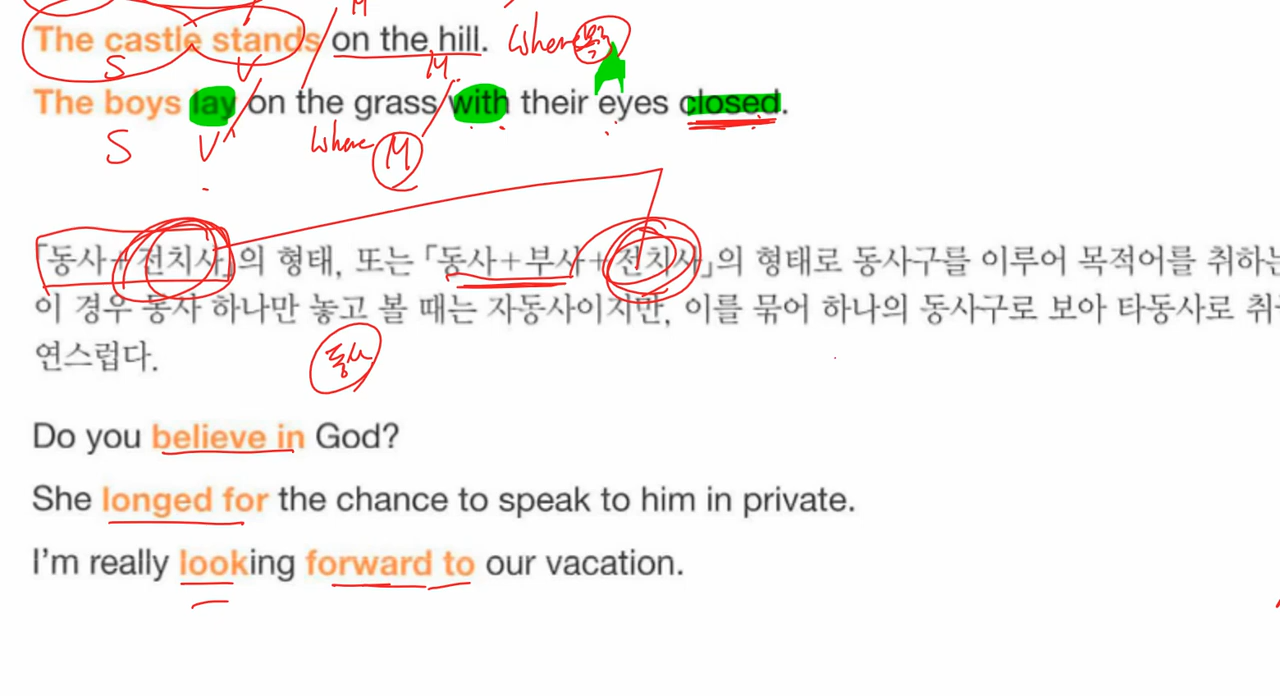 M
The castle stands on the hill. Where
S V M
The boys lay on the grass with their eyes closed.
S V Where M
「동사+전치사」의 형태, 또는 「동사+부사+전치사」의 형태로 동사구를 이루어 목적어를 취하는
이 경우 동사 하나만 놓고 볼 때는 자동사이지만, 이를 묶어 하나의 동사구로 보아 타동사로 취
연스럽다.
동사
Do you believe in God?
She longed for the chance to speak to him in private.
I'm really looking forward to our vacation.